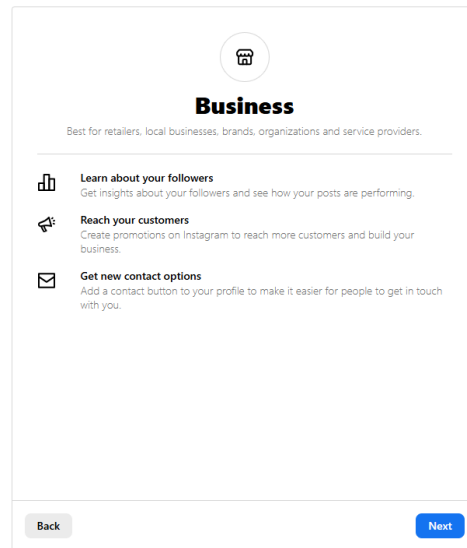 Business
Best for retailers, local businesses, brands, organizations and service providers.
Learn about your followers
Get insights about your followers and see how your posts are performing.
Reach your customers
Create promotions on Instagram to reach more customers and build your
business.
Get new contact options
Add a contact button to your profile to make it easier for people to get in touch
with you.
Back
Next